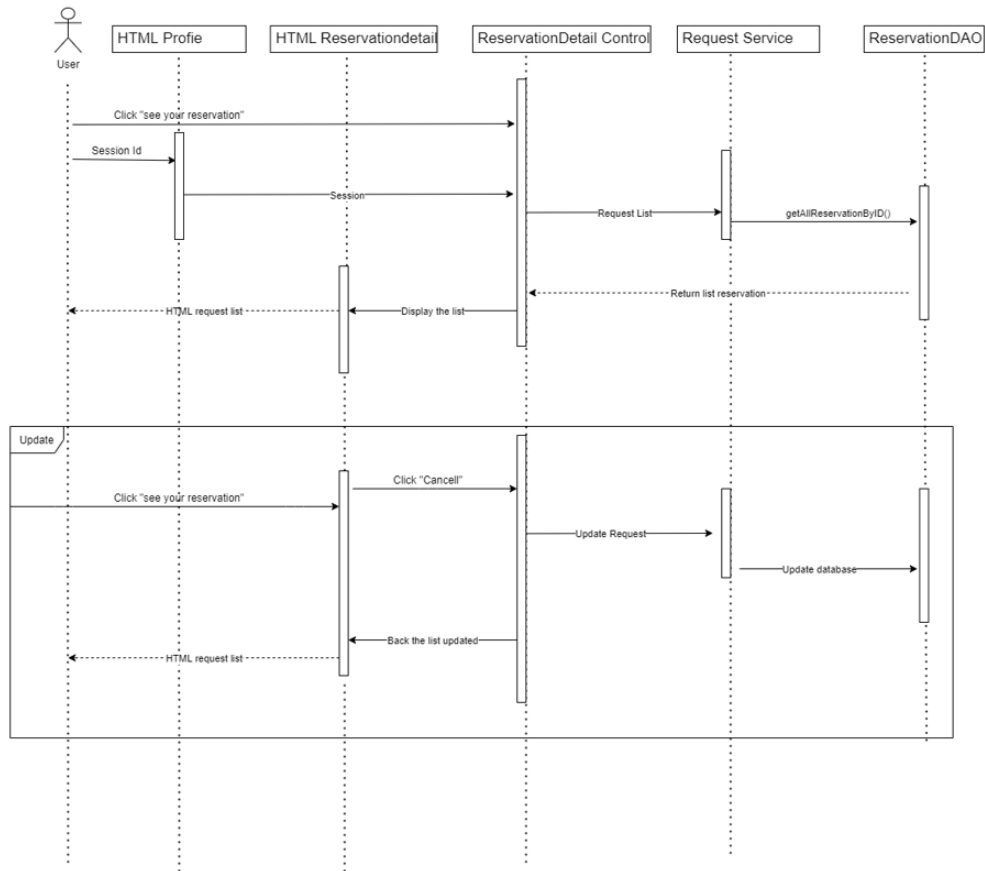 User
HTML Profie
HTML Reservationdetail
ReservationDetail Control
Request Service
ReservationDAO
Click "see your reservation"
Session Id
Session
Request List
getAllReservationByID()
Return list reservation
HTML request list
Display the list
Update
Click "Cancell"
Click "see your reservation"
Update Request
Update database
Back the list updated
HTML request list